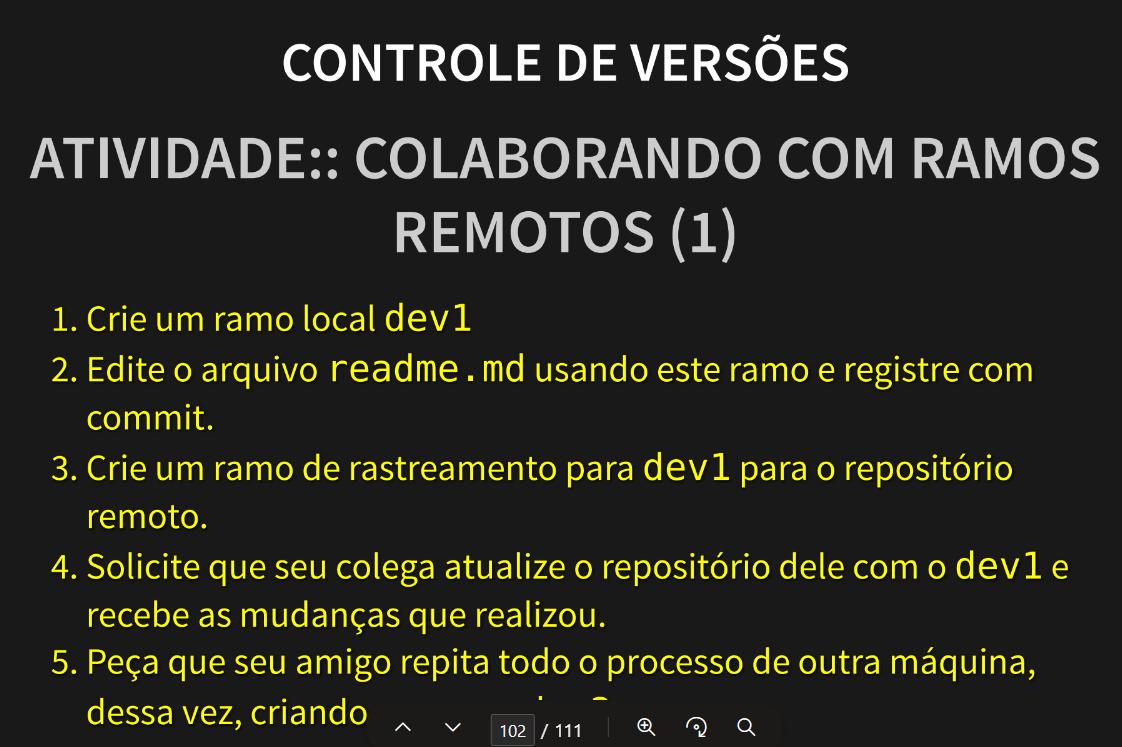 CONTROLE DE VERSÕES
ATIVIDADE:: COLABORANDO COM RAMOS
REMOTOS (1)
1. Crie um ramo local dev1
2. Edite o arquivo readme.md usando este ramo e registre com
commit.
3. Crie um ramo de rastreamento para dev1 para o repositório
remoto.
4. Solicite que seu colega atualize o repositório dele com o dev1 e
recebe as mudanças que realizou.
5. Peça que seu amigo repita todo o processo de outra máquina,
dessa vez, criando
102 / 111